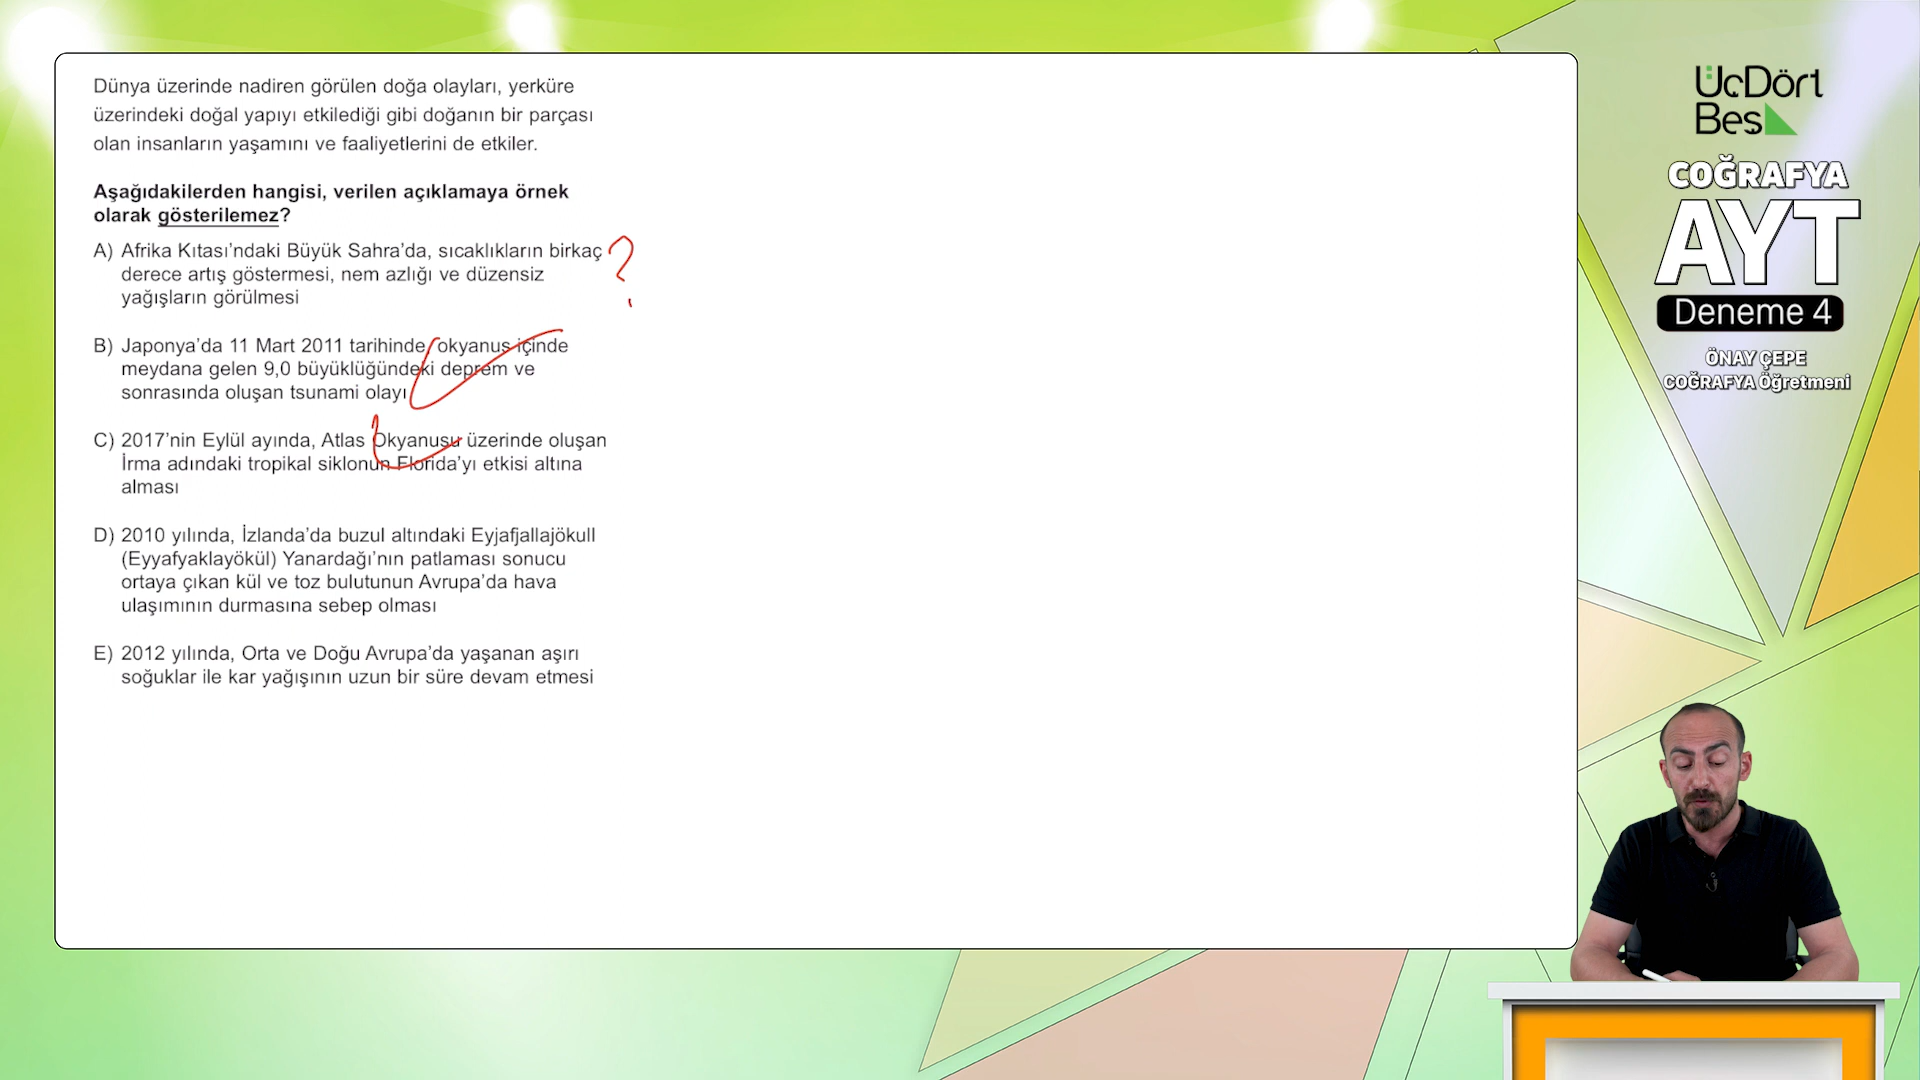 Dünya üzerinde nadiren görülen doğa olayları, yerküre
üzerindeki doğal yapıyı etkilediği gibi doğanın bir parçası
olan insanların yaşamını ve faaliyetlerini de etkiler.
Aşağıdakilerden hangisi, verilen açıklamaya örnek
olarak gösterilemez?
A) Afrika Kıtası’ndaki Büyük Sahra’da, sıcaklıkların birkaç
derece artış göstermesi, nem azlığı ve düzensiz
yağışların görülmesi
?
B) Japonya’da 11 Mart 2011 tarihinde, okyanus içinde
meydana gelen 9,0 büyüklüğündeki deprem ve
sonrasında oluşan tsunami olayı
C) 2017’nin Eylül ayında, Atlas Okyanusu üzerinde oluşan
İrma adındaki tropikal siklonun Florida’yı etkisi altına
alması
D) 2010 yılında, İzlanda’da buzul altındaki Eyjafjallajökull
(Eyyafyaklayökül) Yanardağı’nın patlaması sonucu
ortaya çıkan kül ve toz bulutunun Avrupa’da hava
ulaşımının durmasına sebep olması
E) 2012 yılında, Orta ve Doğu Avrupa’da yaşanan aşırı
soğuklar ile kar yağışının uzun bir süre devam etmesi
ÜçDört
Beş
COĞRAFYA
AYT
Deneme 4
ÖNAY ÇEPE
COĞRAFYA Öğretmeni